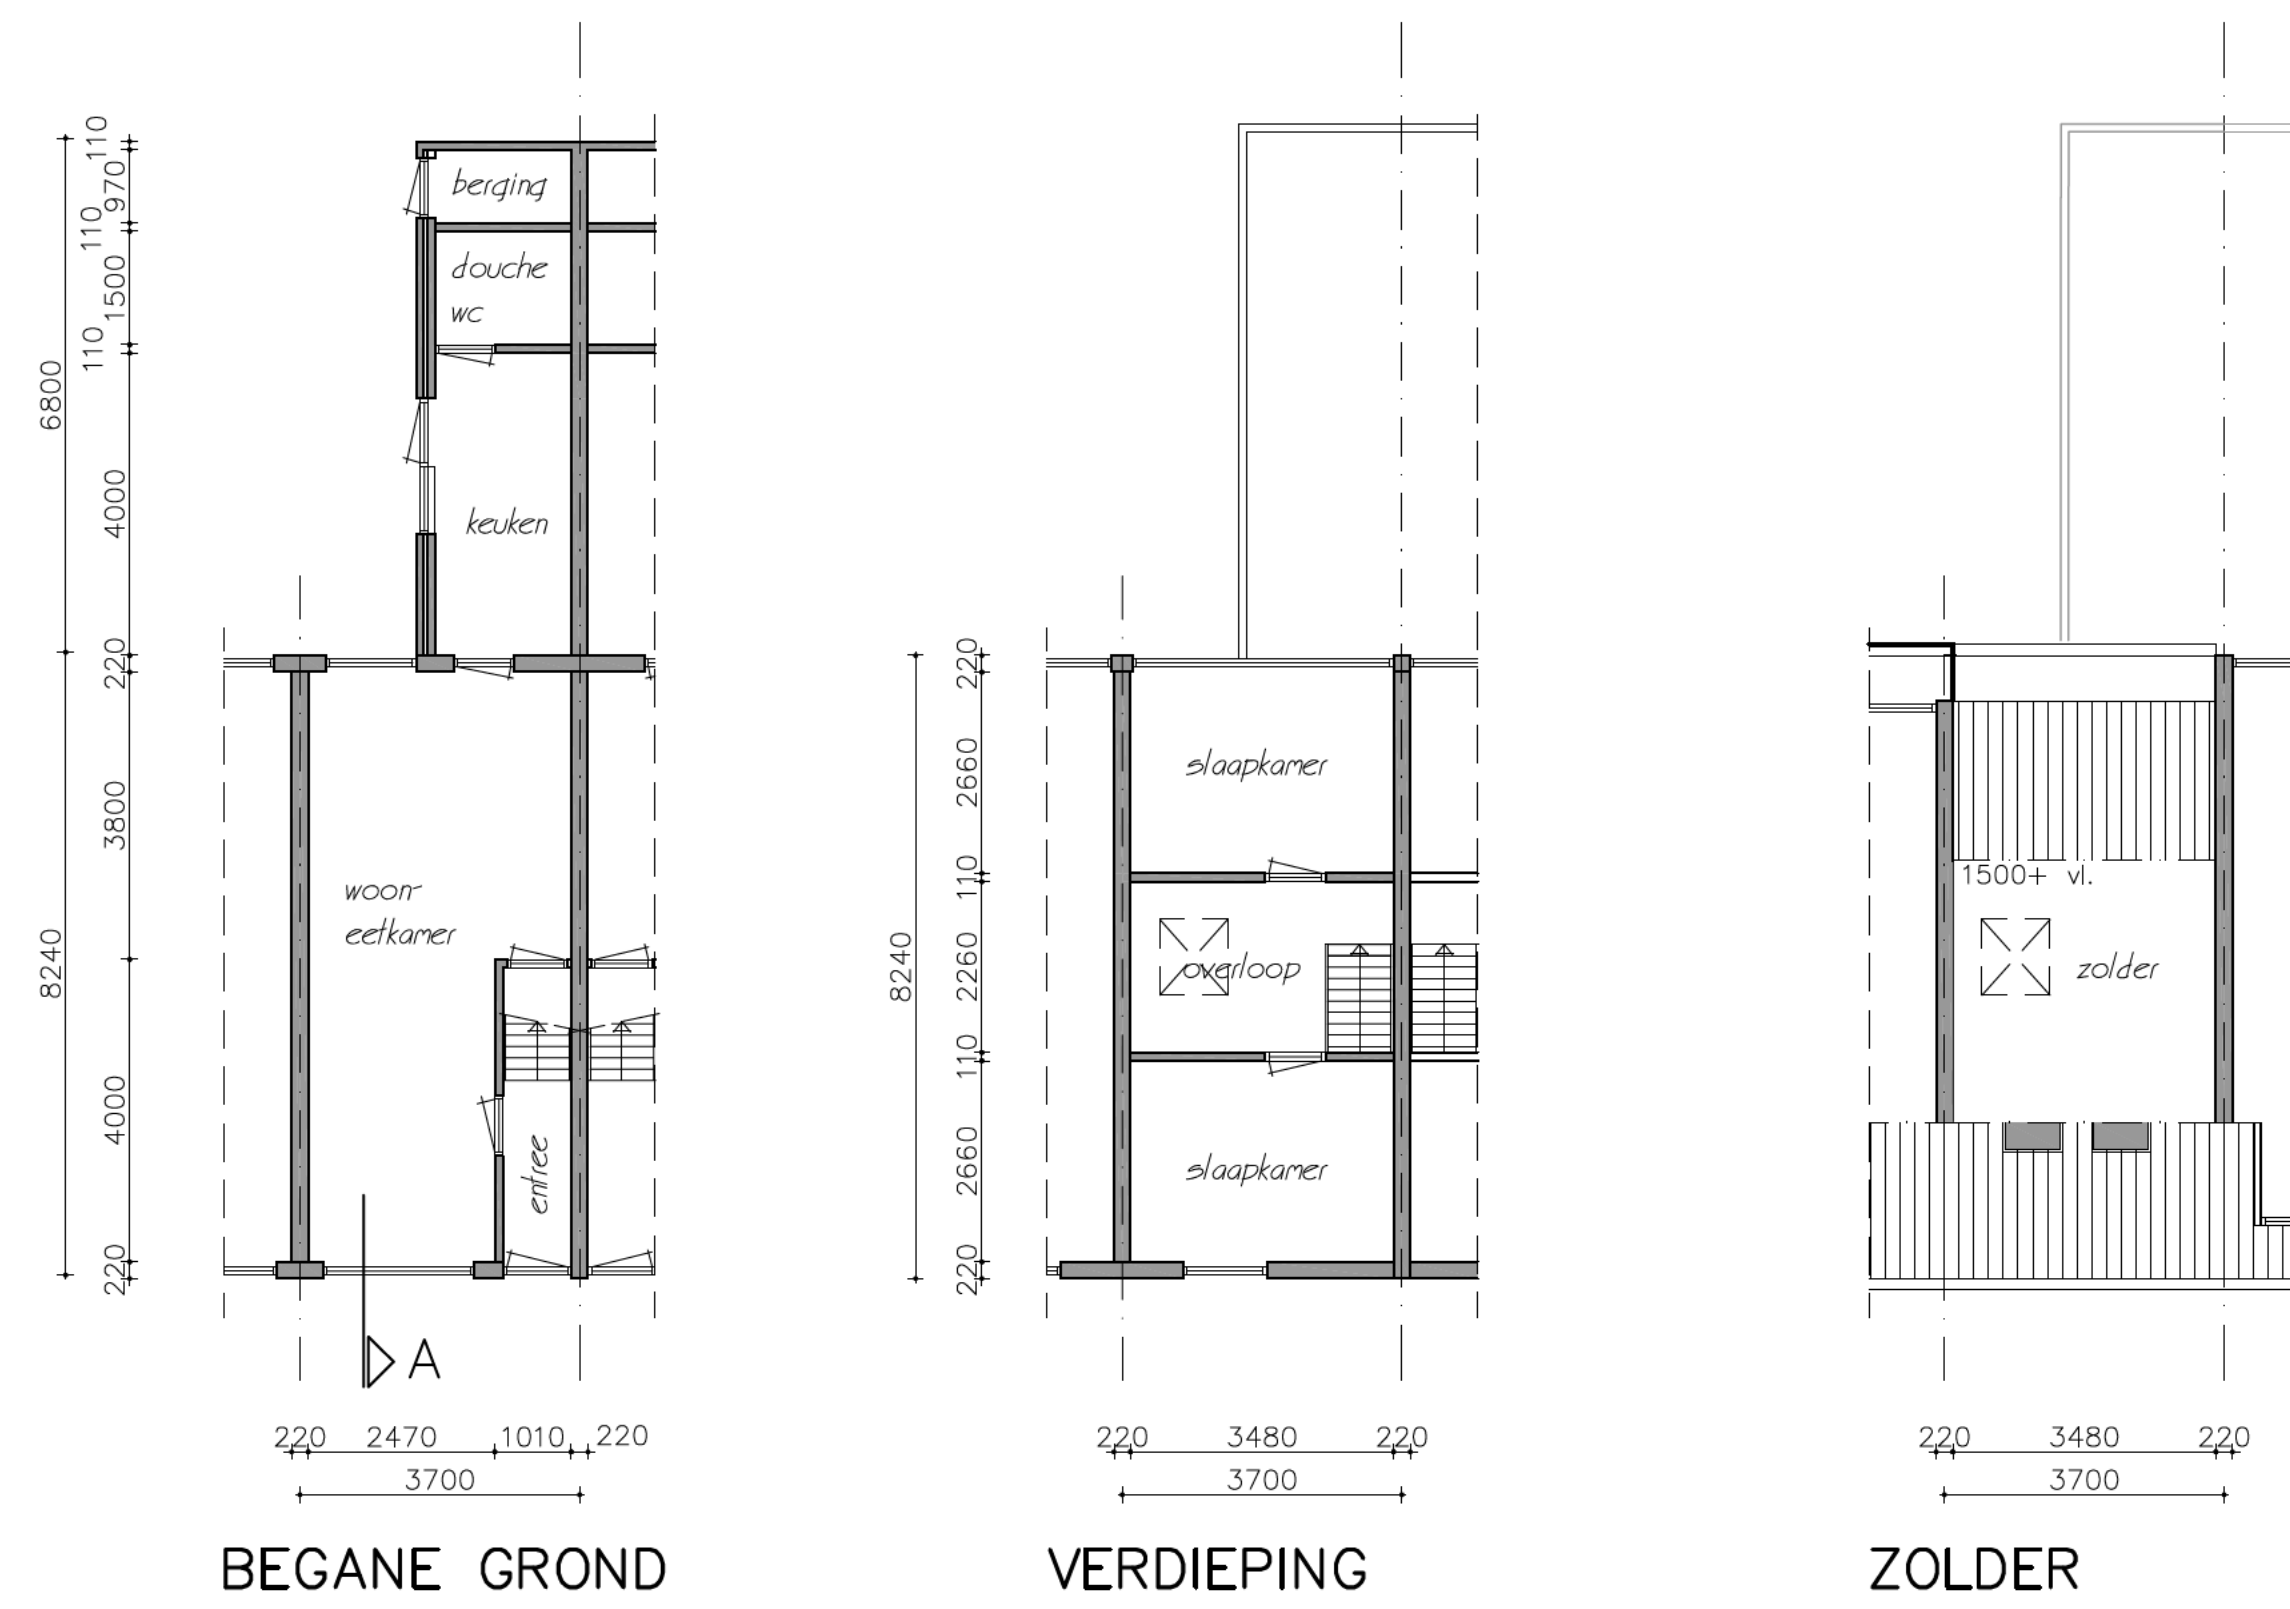 110
970
110
1500
110
6800
4000
220
3800
8240
4000
220
berging
douche
wc
keuken
woon-
eetkamer
entree
A
220 2470 1010 220
3700
BEGANE GROND
220
2660
110
8240
2260
110
2660
220
slaapkamer
overloop
slaapkamer
220 3480 220
3700
VERDIEPING
1500+ vl.
zolder
220 3480 220
3700
ZOLDER